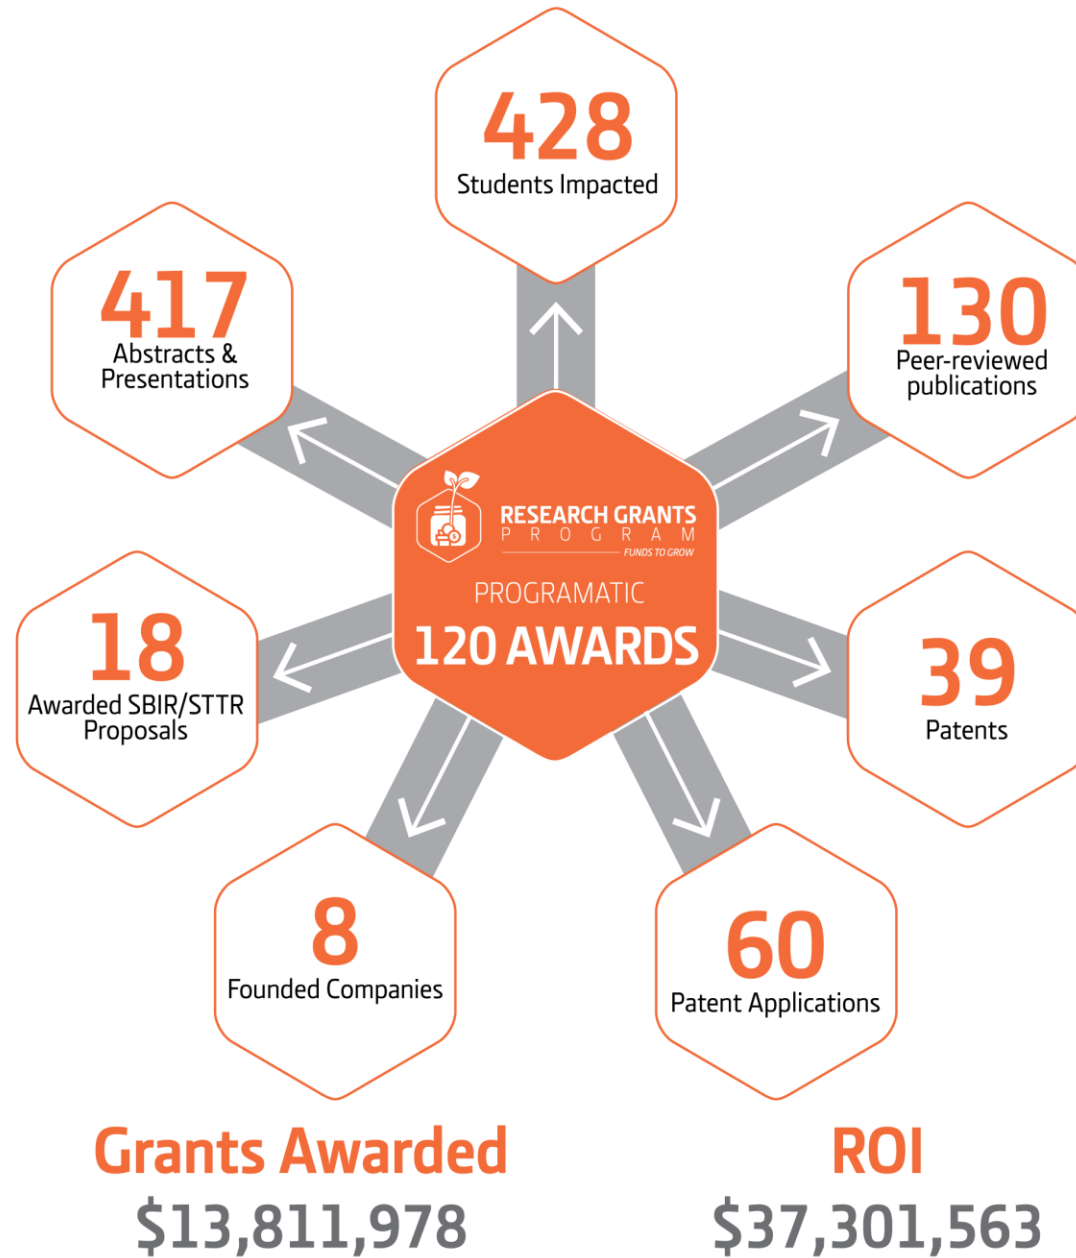 428
Students Impacted
417
Abstracts &
Presentations
130
Peer-reviewed
publications
RESEARCH GRANTS
PROGRAM
FUNDS TO GROW
PROGRAMATIC
120 AWARDS
18
Awarded SBIR/STTR
Proposals
39
Patents
8
Founded Companies
60
Patent Applications
Grants Awarded
$13,811,978
ROI
$37,301,563